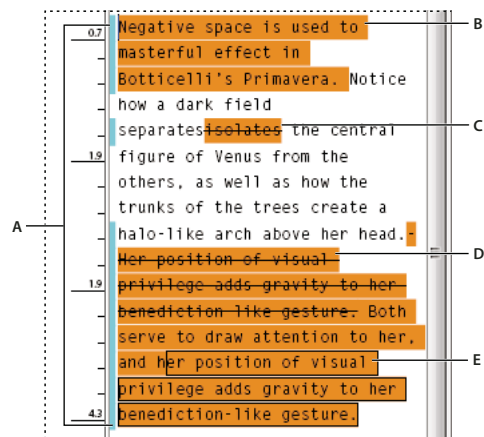 Negative space is used to
masterful effect in
Botticelli's Primavera. Notice
how a dark field
separatesisolates the central
figure of Venus from the
others, as well as how the
trunks of the trees create a
halo-like arch above her head.-
Her position of visual
privilege adds gravity to her
benediction like gesture. Both
serve to draw attention to her,
and her position of visual
privilege adds gravity to her
benediction-like gesture.
0.7
1.9
1.9
4.3
11
A
B
C
D
E